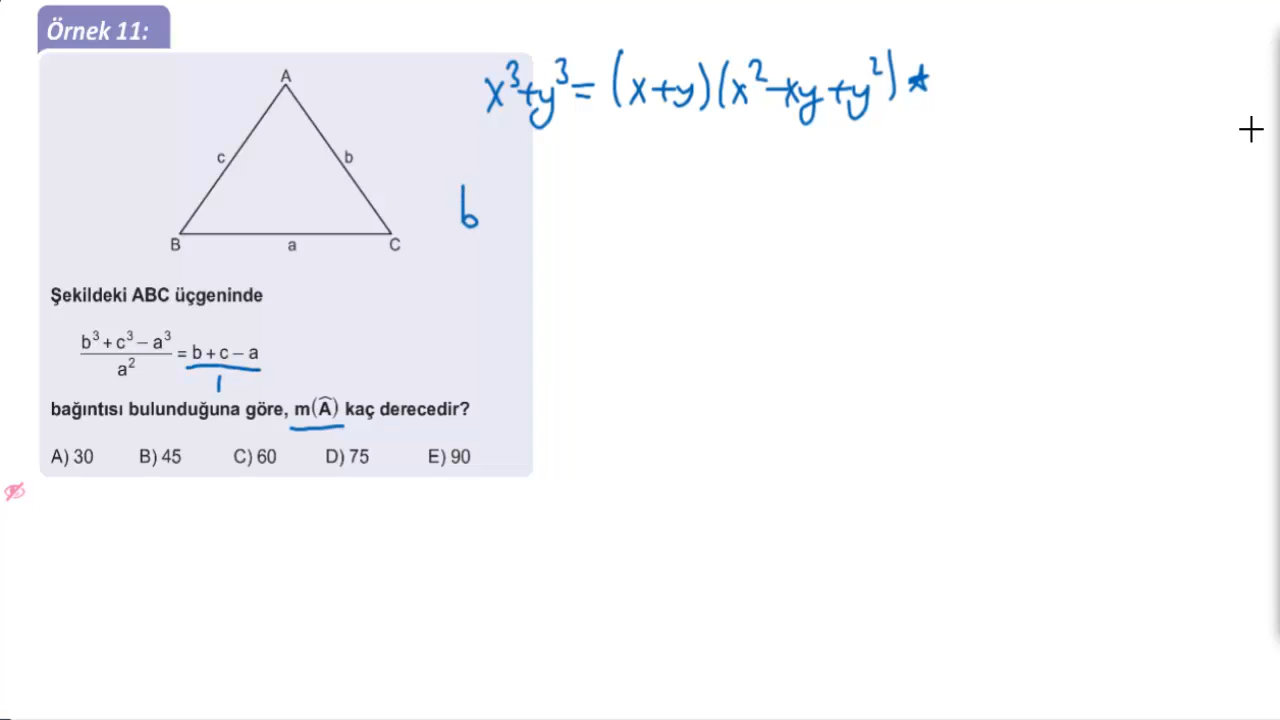 Örnek 11:
x³+y³ = (x+y)(x²-xy+y²) *
A
c
b
b
B
a
C
Şekildeki ABC üçgeninde
b³ + c³ – a³
a²
= b + c – a
1
bağıntısı bulunduğuna göre, m(Â) kaç derecedir?
A) 30 B) 45 C) 60 D) 75 E) 90